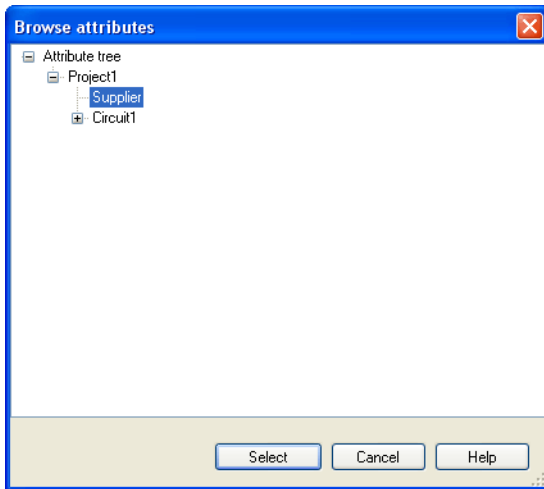 Browse attributes
Attribute tree
Project1
Supplier
Circuit1
Select Cancel Help